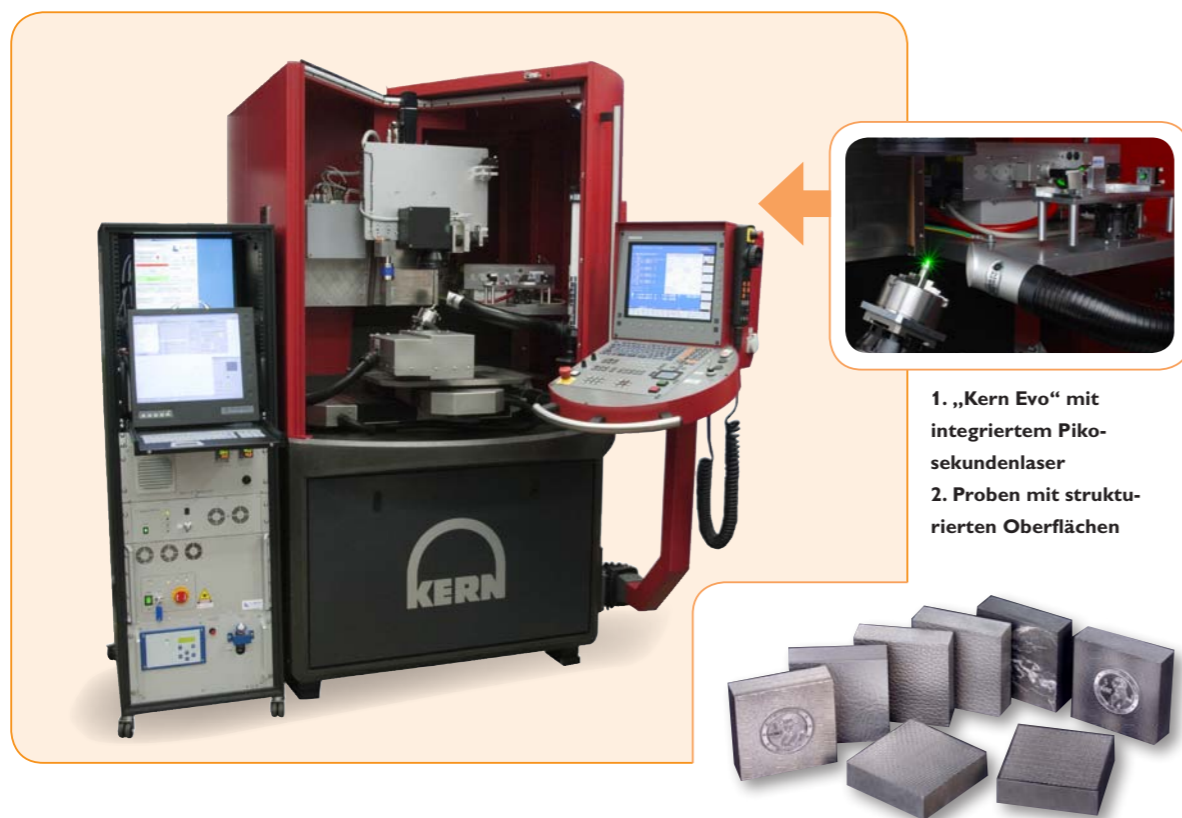 KERN
1. „Kern Evo“ mit
integriertem Piko-
sekundenlaser
2. Proben mit struktu-
rierten Oberflächen